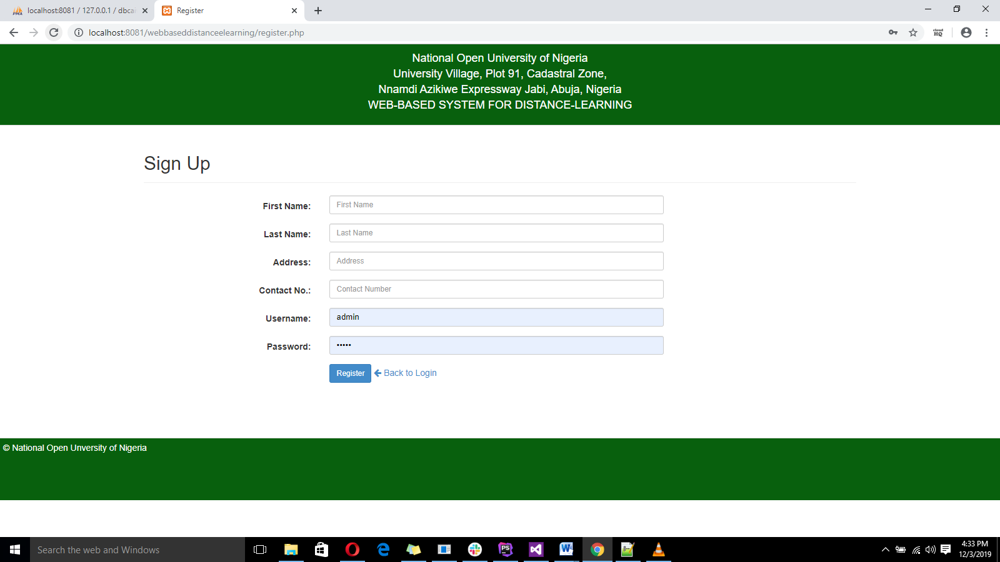 localhost:8081 / 127.0.0.1 / dbcai
Register
localhost:8081/webbaseddistanceelearning/register.php
cloud
HQ
National Open University of Nigeria
University Village, Plot 91, Cadastral Zone,
Nnamdi Azikiwe Expressway Jabi, Abuja, Nigeria
WEB-BASED SYSTEM FOR DISTANCE-LEARNING
Sign Up
First Name: First Name
Last Name: Last Name
Address: Address
Contact No.: Contact Number
Username: admin
Password: •••••
Register Back to Login
© National Open Unversity of Nigeria
Search the web and Windows
4:33 PM
12/3/2019